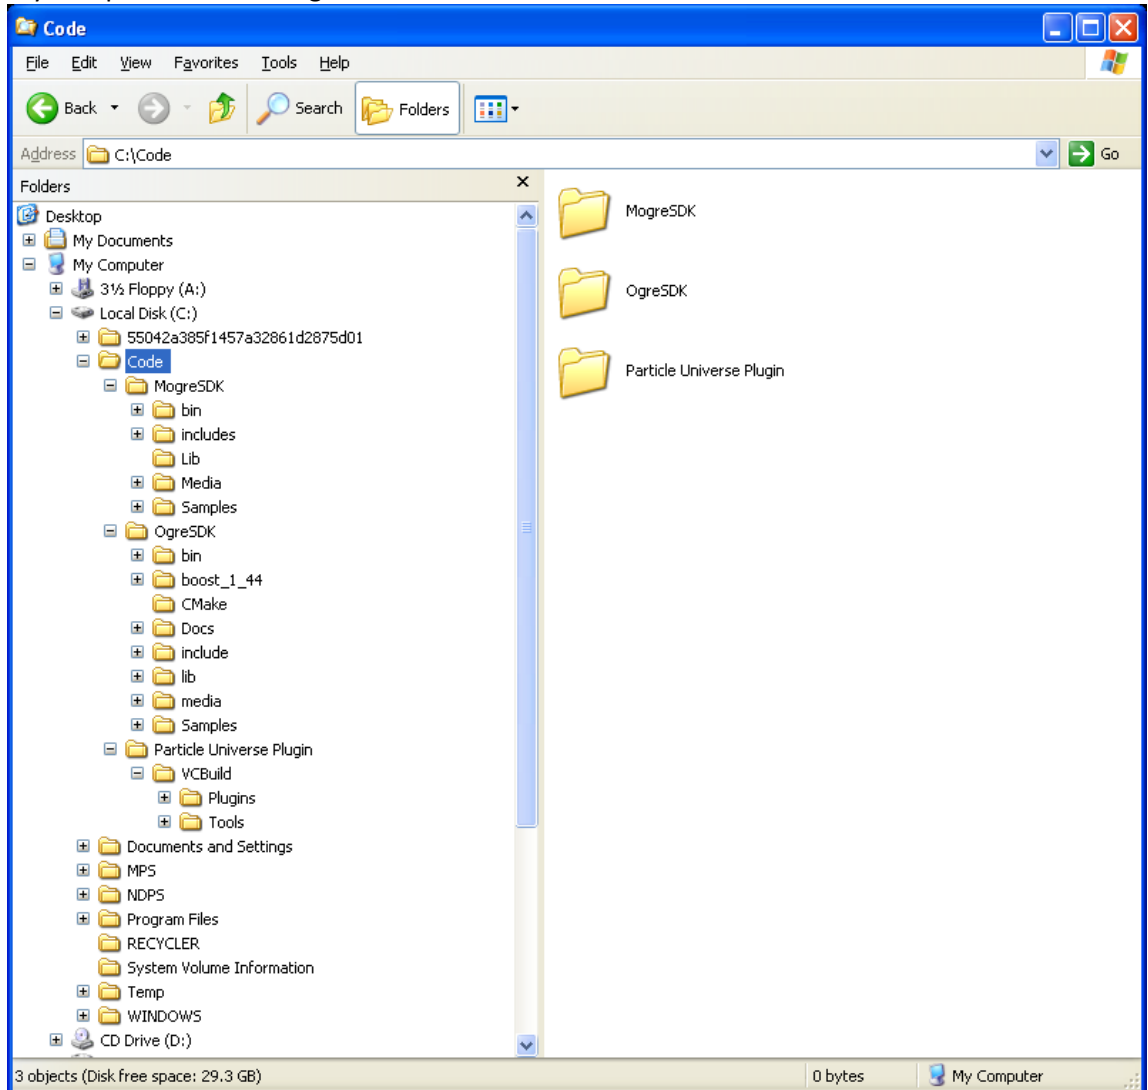 Code
File Edit View Favorites Tools Help
Back Search Folders
Address C:\Code Go
Folders x
Desktop
My Documents
My Computer
3½ Floppy (A:)
Local Disk (C:)
55042a385f1457a32861d2875d01
Code
MogreSDK
bin
includes
Lib
Media
Samples
OgreSDK
bin
boost_1_44
CMake
Docs
include
lib
media
Samples
Particle Universe Plugin
VCBuild
Plugins
Tools
Documents and Settings
MPS
NDPS
Program Files
RECYCLER
System Volume Information
Temp
WINDOWS
CD Drive (D:)
MogreSDK
OgreSDK
Particle Universe Plugin
3 objects (Disk free space: 29.3 GB) 0 bytes My Computer